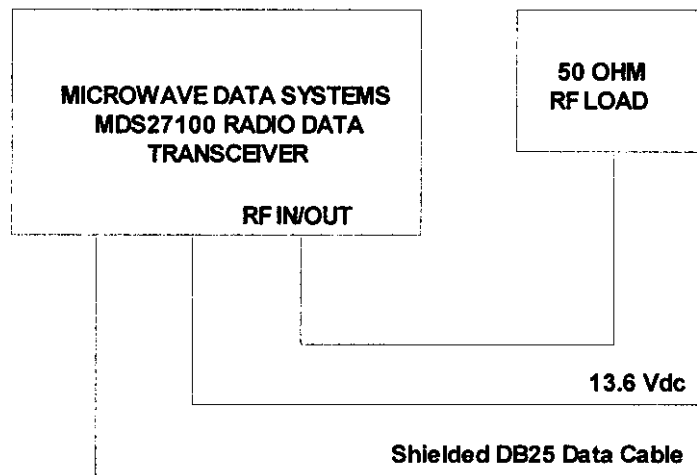 MICROWAVE DATA SYSTEMS
MDS27100 RADIO DATA
TRANSCEIVER
RF IN/OUT
50 OHM
RF LOAD
13.6 Vdc
Shielded DB25 Data Cable